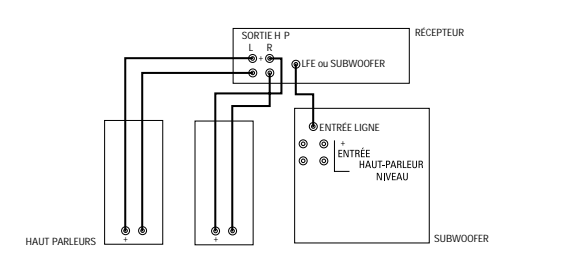 RÉCEPTEUR
SORTIE H P
L R
+
LFE ou SUBWOOFER
ENTRÉE LIGNE
+
ENTRÉE
HAUT-PARLEUR
NIVEAU
HAUT PARLEURS
+
+
SUBWOOFER